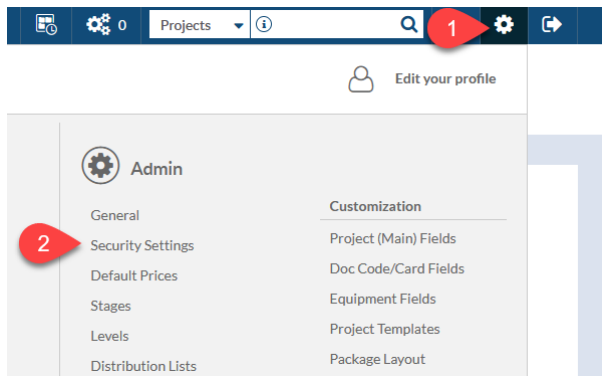 0 Projects 1
Edit your profile
Admin
General
2 Security Settings
Default Prices
Stages
Levels
Distribution Lists
Customization
Project (Main) Fields
Doc Code/Card Fields
Equipment Fields
Project Templates
Package Layout